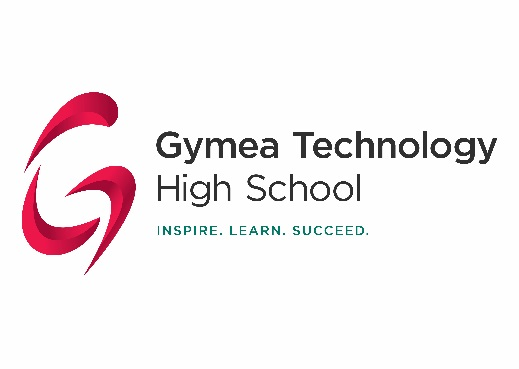 Gymea Technology
High School
INSPIRE. LEARN. SUCCEED.